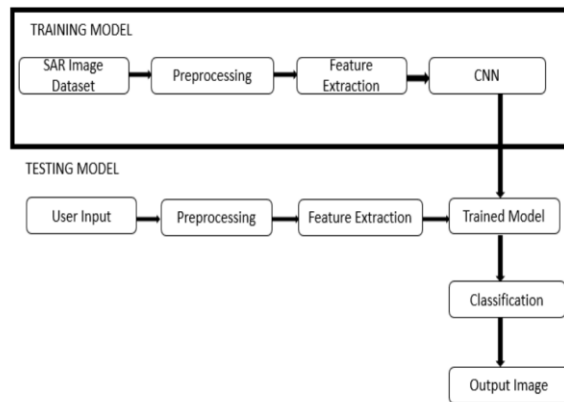 TRAINING MODEL
SAR Image
Dataset
Preprocessing
Feature
Extraction
CNN
TESTING MODEL
User Input
Preprocessing
Feature Extraction
Trained Model
Classification
Output Image